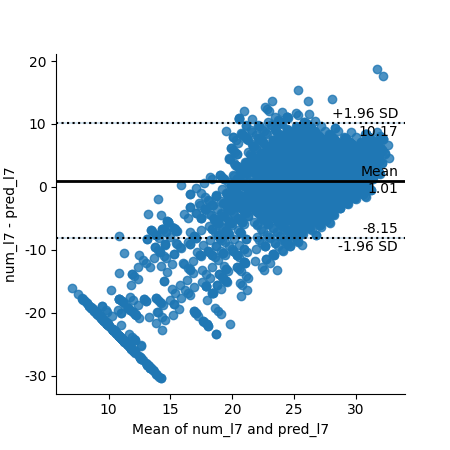 20
10
0
-10
-20
-30
num_l7 - pred_l7
+1.96 SD
10.17
Mean
1.01
-8.15
-1.96 SD
10 15 20 25 30
Mean of num_l7 and pred_l7